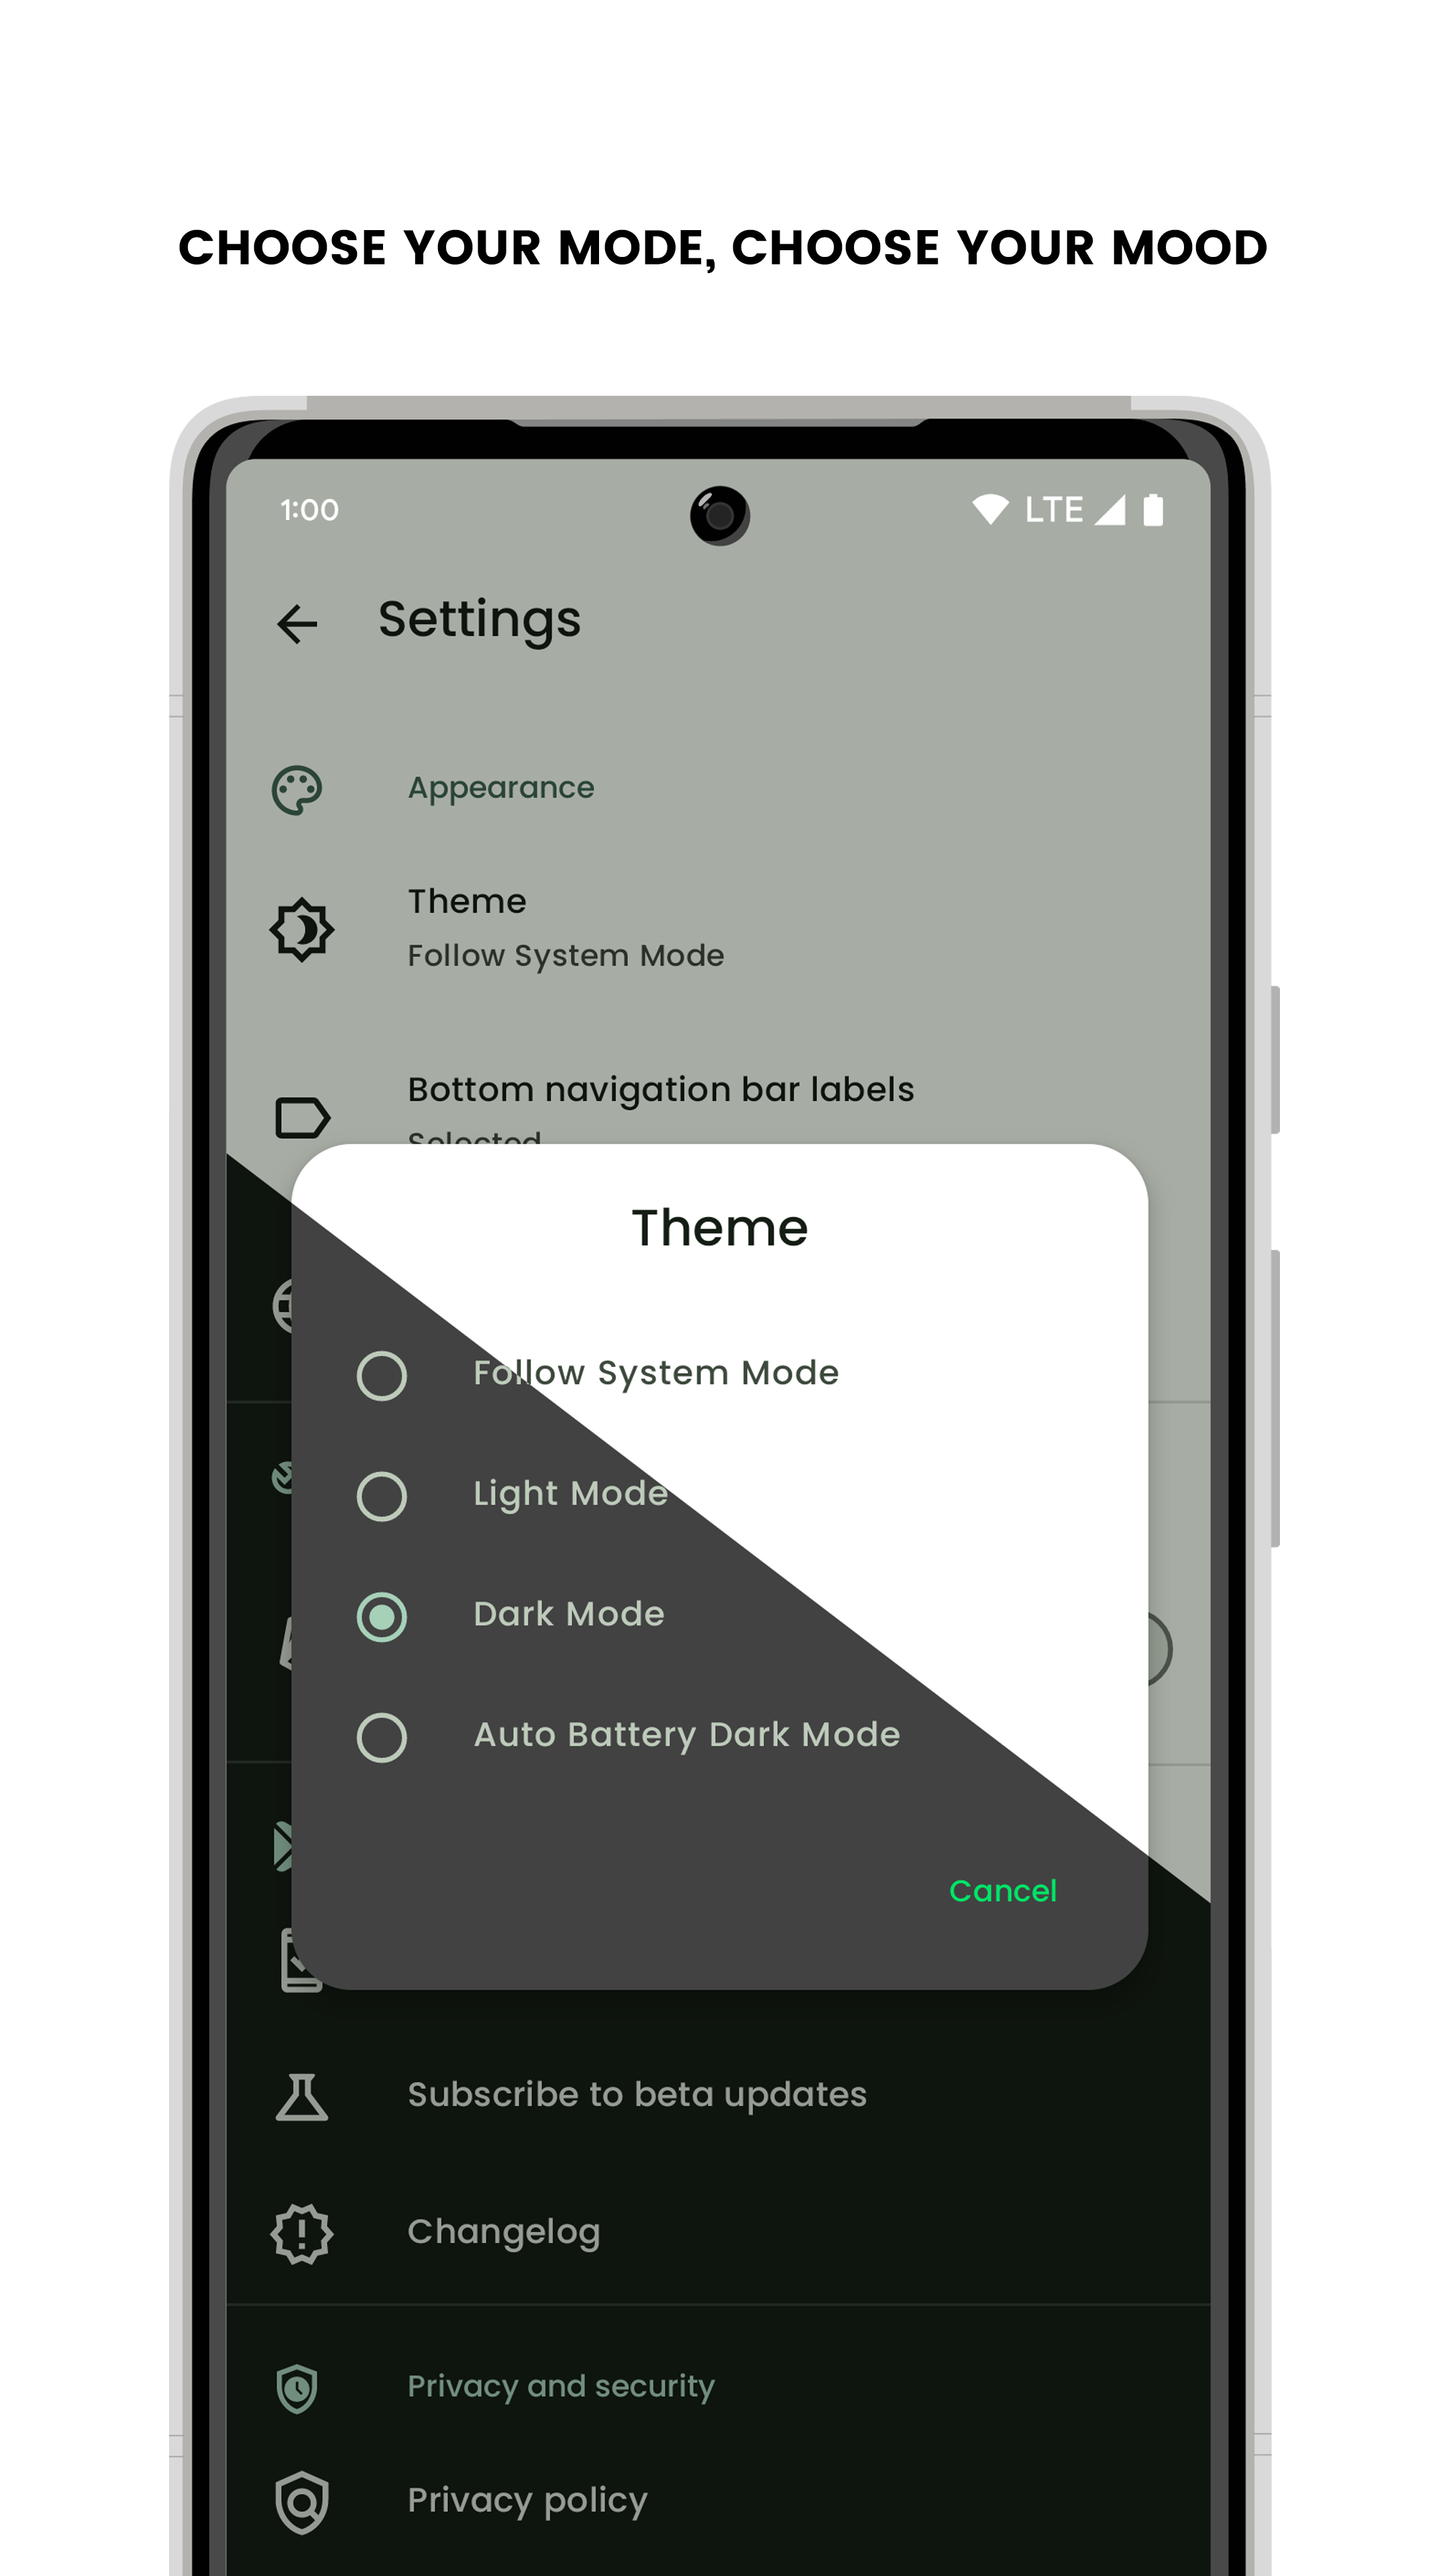 CHOOSE YOUR MODE, CHOOSE YOUR MOOD
1:00
LTE
Settings
Appearance
Theme
Follow System Mode
Bottom navigation bar labels
Selected
Theme
Follow System Mode
Light Mode
Dark Mode
Auto Battery Dark Mode
Cancel
Subscribe to beta updates
Changelog
Privacy and security
Privacy policy